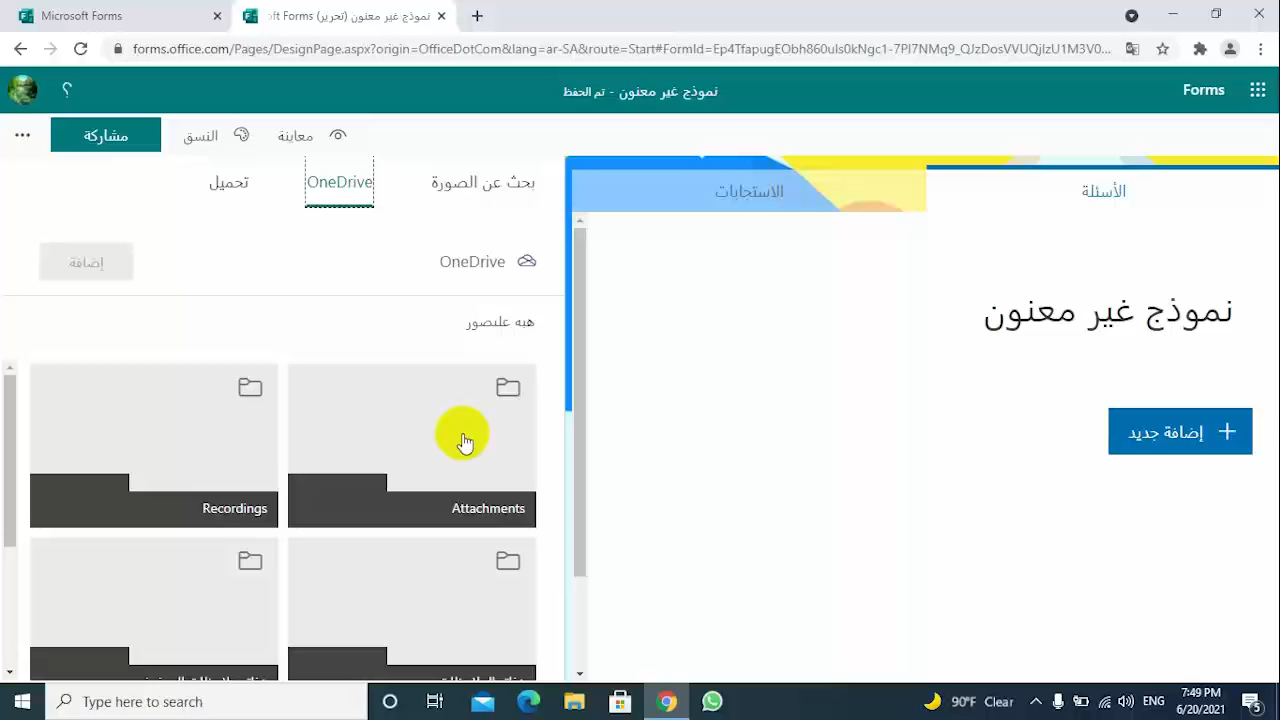 Microsoft Forms
نموذج غير معنون (تحرير) Forms
forms.office.com/Pages/DesignPage.aspx?origin=OfficeDotCom&lang=ar-SA&route=Start#FormId=Ep4TfapugEObh860uls0kNgc1-7PI7NMq9_QJzDosVVUQjIzU1M3V0...
Forms
نموذج غير معنون - تم الحفظ
؟
معاينة
النسق
مشاركة
...
الأسئلة
الاستجابات
نموذج غير معنون
إضافة جديد
بحث عن الصورة
OneDrive
تحميل
OneDrive
إضافة
هبه علىصور
Attachments
Recordings
Type here to search
90°F Clear
ENG
7:49 PM
6/20/2021
5